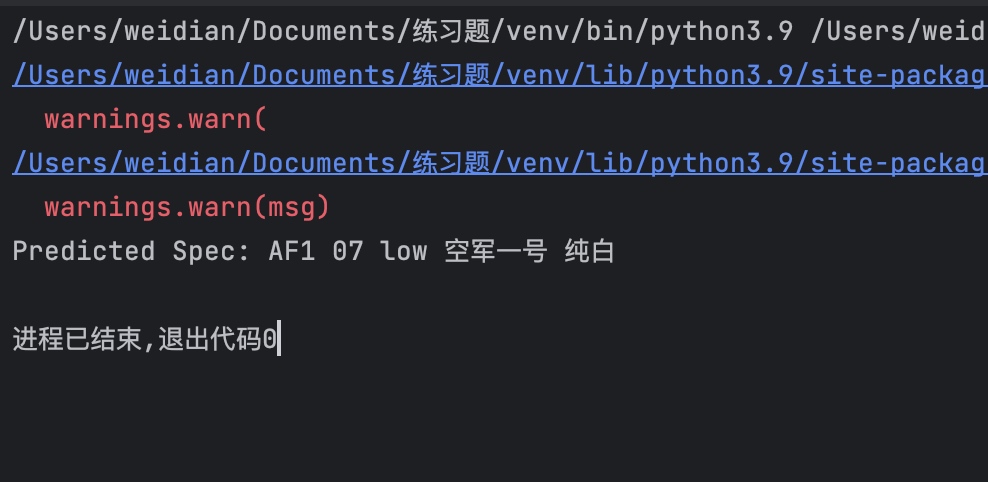 /Users/weidian/Documents/练习题/venv/bin/python3.9 /Users/weid
/Users/weidian/Documents/练习题/venv/lib/python3.9/site-packag
warnings.warn(
/Users/weidian/Documents/练习题/venv/lib/python3.9/site-packag
warnings.warn(msg)
Predicted Spec: AF1 07 low 空军一号 纯白
进程已结束,退出代码0